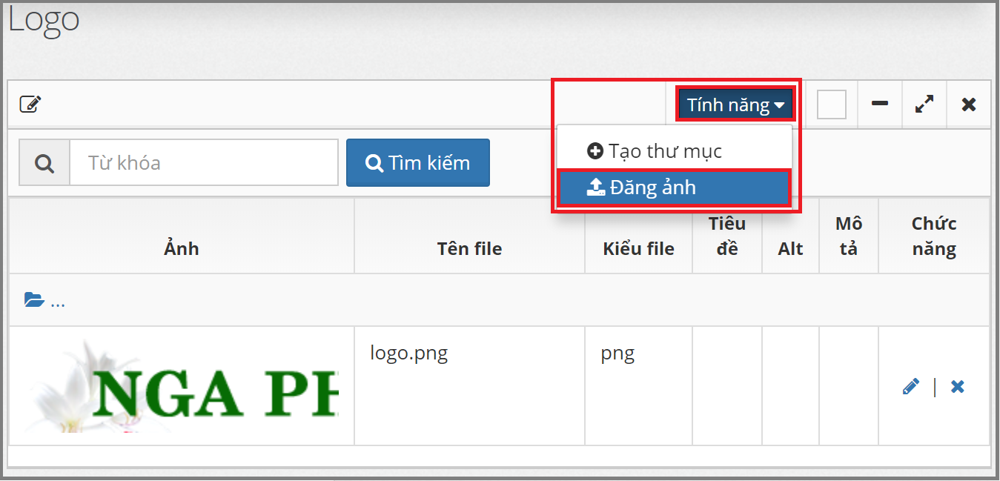 Logo
Tính năng
Tạo thư mục
Đăng ảnh
Từ khóa
Tìm kiếm
Ảnh
Tên file
Kiểu file
Tiêu
đề
Alt
Mô
tả
Chức
năng
...
NGA
logo.png
png
|